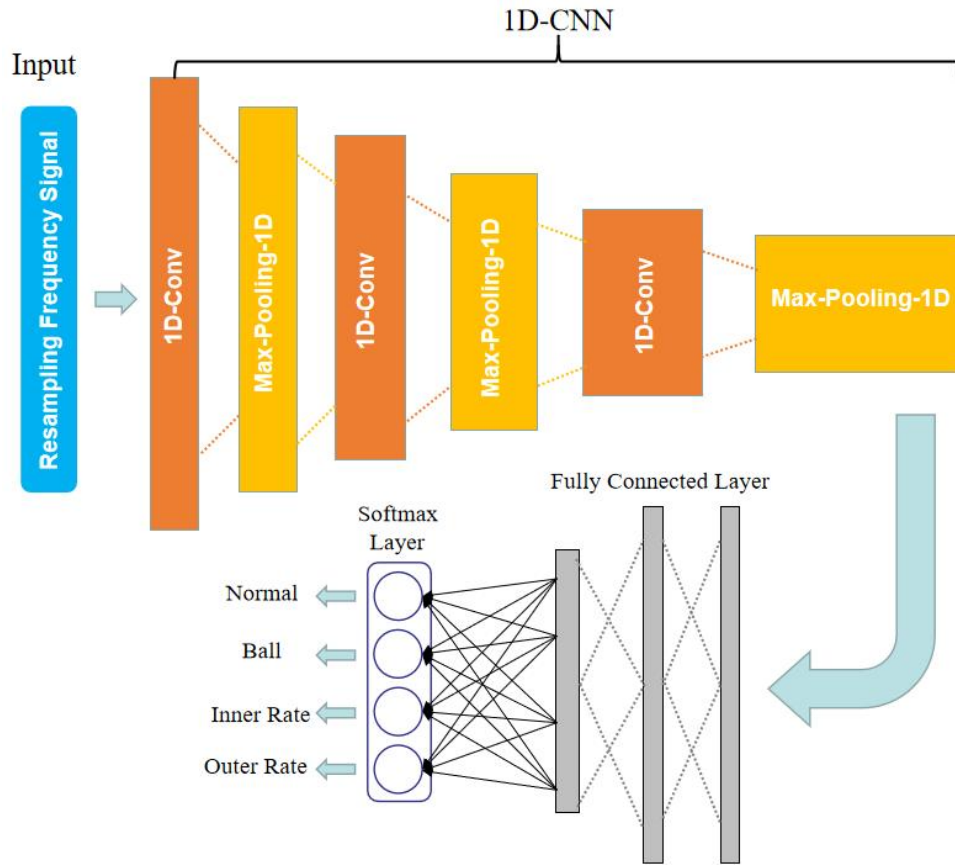 1D-CNN
Input
Resampling Frequency Signal
1D-Conv
Max-Pooling-1D
1D-Conv
Max-Pooling-1D
1D-Conv
Max-Pooling-1D
Fully Connected Layer
Softmax
Layer
Normal
Ball
Inner Rate
Outer Rate